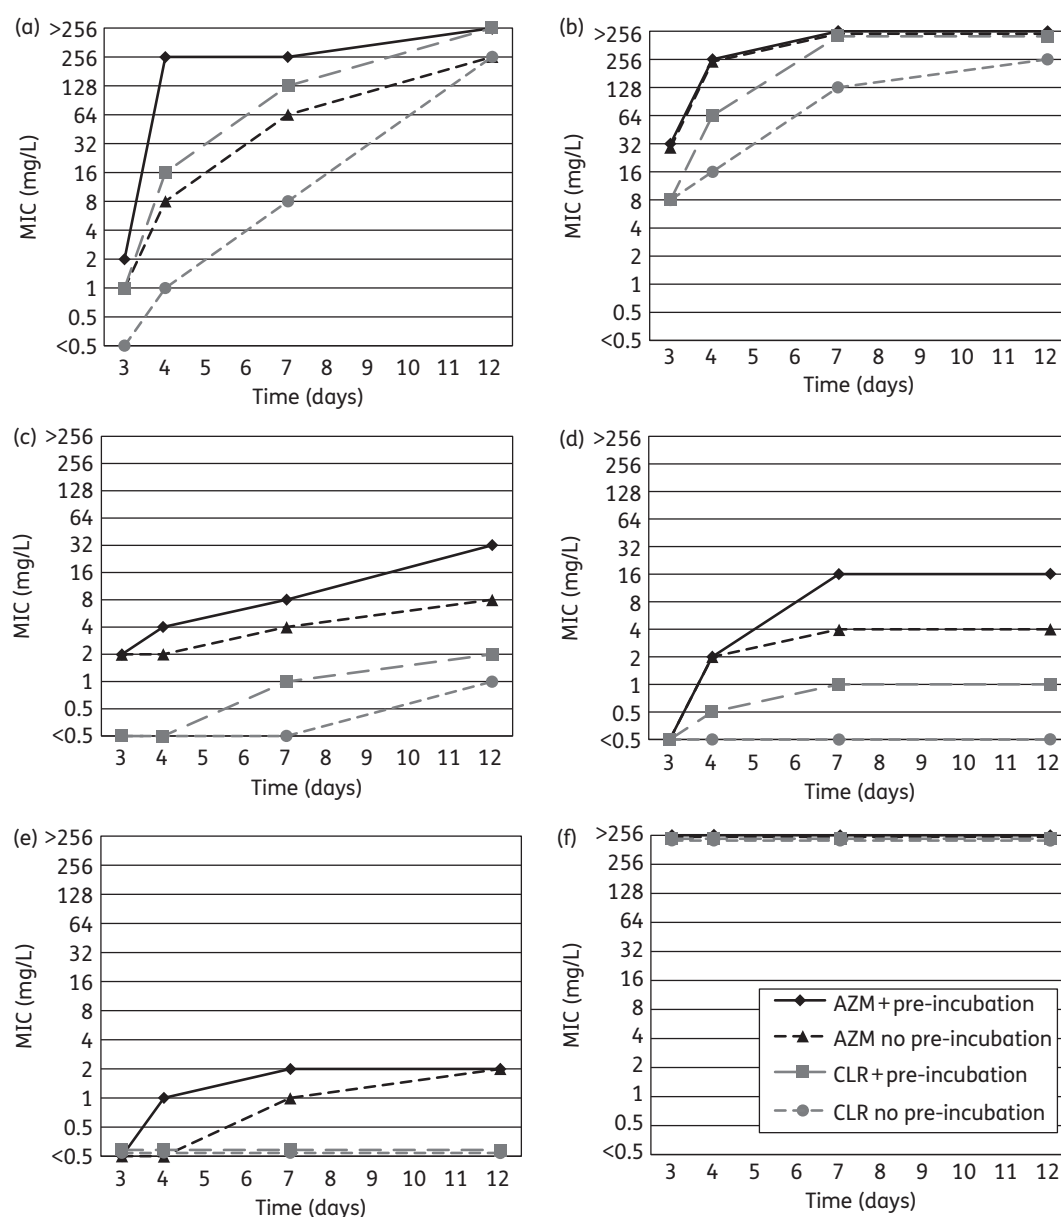 (a)
>256
256
128
64
32
16
8
4
2
1
0.5
<0.5
MIC (mg/L)
3 4 5 6 7 8 9 10 11 12
Time (days)
(b)
>256
256
128
64
32
16
8
4
2
1
0.5
<0.5
MIC (mg/L)
3 4 5 6 7 8 9 10 11 12
Time (days)
(c)
>256
256
128
64
32
16
8
4
2
1
0.5
<0.5
MIC (mg/L)
3 4 5 6 7 8 9 10 11 12
Time (days)
(d)
>256
256
128
64
32
16
8
4
2
1
0.5
<0.5
MIC (mg/L)
3 4 5 6 7 8 9 10 11 12
Time (days)
(e)
>256
256
128
64
32
16
8
4
2
1
0.5
<0.5
MIC (mg/L)
3 4 5 6 7 8 9 10 11 12
Time (days)
(f)
>256
256
128
64
32
16
8
4
2
1
0.5
<0.5
MIC (mg/L)
AZM + pre-incubation
AZM no pre-incubation
CLR + pre-incubation
CLR no pre-incubation
3 4 5 6 7 8 9 10 11 12
Time (days)